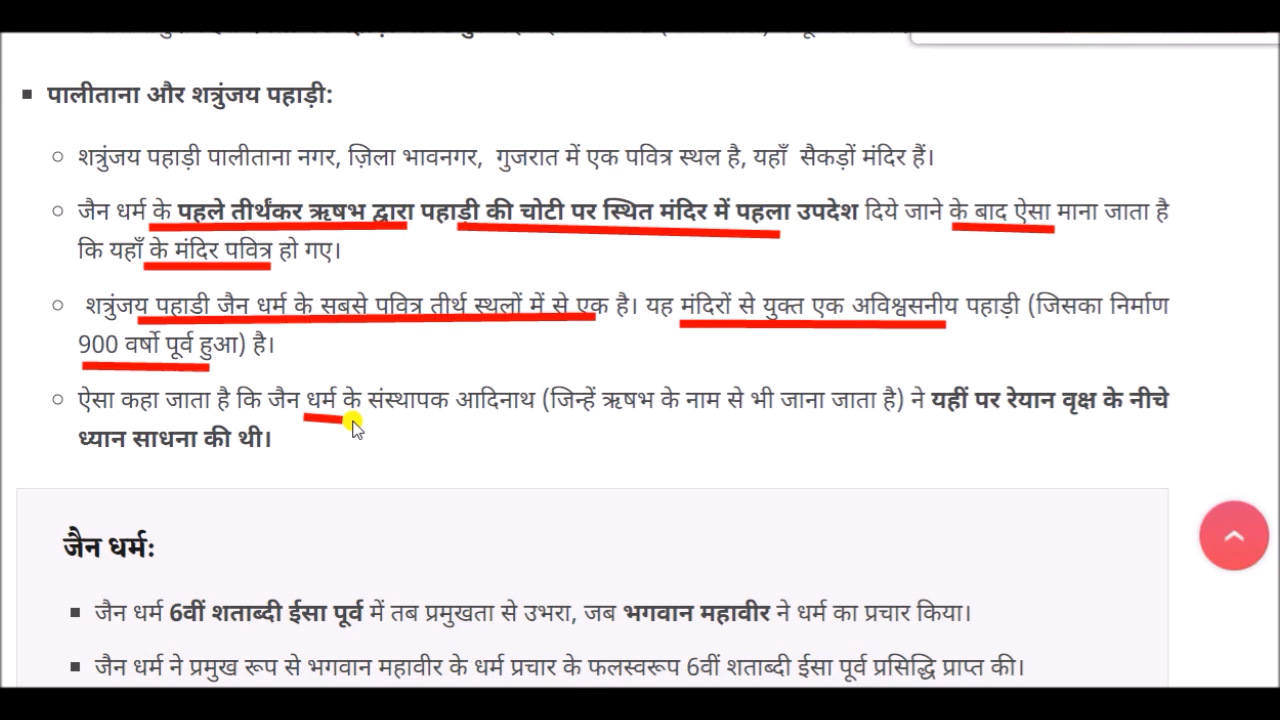 पालीताना और शत्रुंजय पहाड़ी:
शत्रुंजय पहाड़ी पालीताना नगर, ज़िला भावनगर, गुजरात में एक पवित्र स्थल है, यहाँ सैकड़ों मंदिर हैं।
जैन धर्म के पहले तीर्थंकर ऋषभ द्वारा पहाड़ी की चोटी पर स्थित मंदिर में पहला उपदेश दिये जाने के बाद ऐसा माना जाता है
कि यहाँ के मंदिर पवित्र हो गए।
शत्रुंजय पहाड़ी जैन धर्म के सबसे पवित्र तीर्थ स्थलों में से एक है। यह मंदिरों से युक्त एक अविश्वसनीय पहाड़ी (जिसका निर्माण
900 वर्षो पूर्व हुआ) है।
ऐसा कहा जाता है कि जैन धर्म के संस्थापक आदिनाथ (जिन्हें ऋषभ के नाम से भी जाना जाता है) ने यहीं पर रेयान वृक्ष के नीचे
ध्यान साधना की थी।
जैन धर्म:
जैन धर्म 6वीं शताब्दी ईसा पूर्व में तब प्रमुखता से उभरा, जब भगवान महावीर ने धर्म का प्रचार किया।
जैन धर्म ने प्रमुख रूप से भगवान महावीर के धर्म प्रचार के फलस्वरूप 6वीं शताब्दी ईसा पूर्व प्रसिद्धि प्राप्त की।